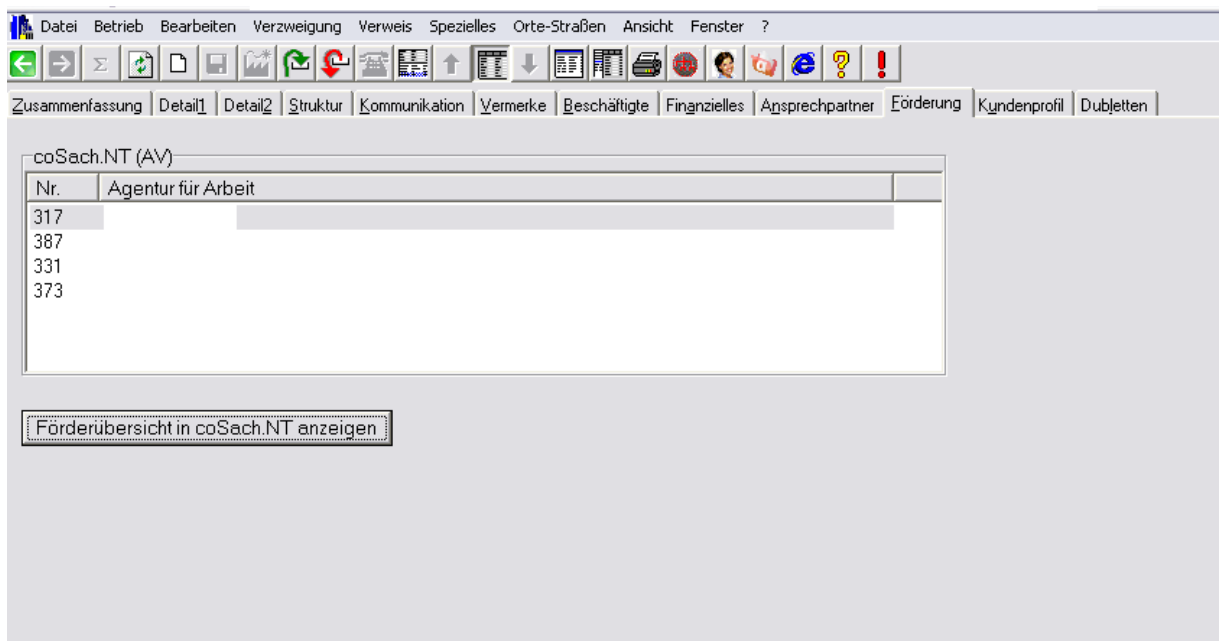 Datei Betrieb Bearbeiten Verzweigung Verweis Spezielles Orte-Straßen Ansicht Fenster ?
Zusammenfassung Detail1 Detail2 Struktur Kommunikation Vermerke Beschäftigte Finanzielles Ansprechpartner Förderung Kundenprofil Dubletten
coSach.NT (AV)
Nr. Agentur für Arbeit
317
387
331
373
Förderübersicht in coSach.NT anzeigen